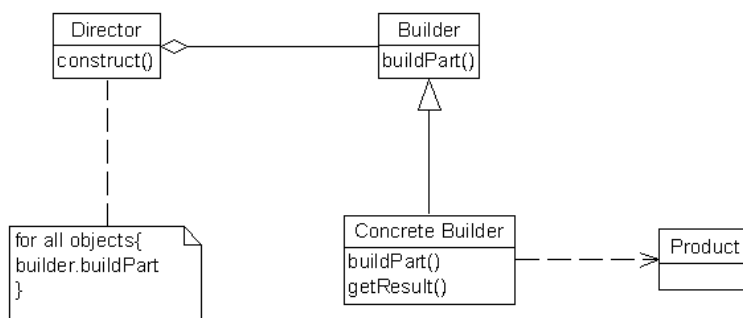 Director
construct()
Builder
buildPart()
for all objects{
builder.buildPart
}
Concrete Builder
buildPart()
getResult()
Product